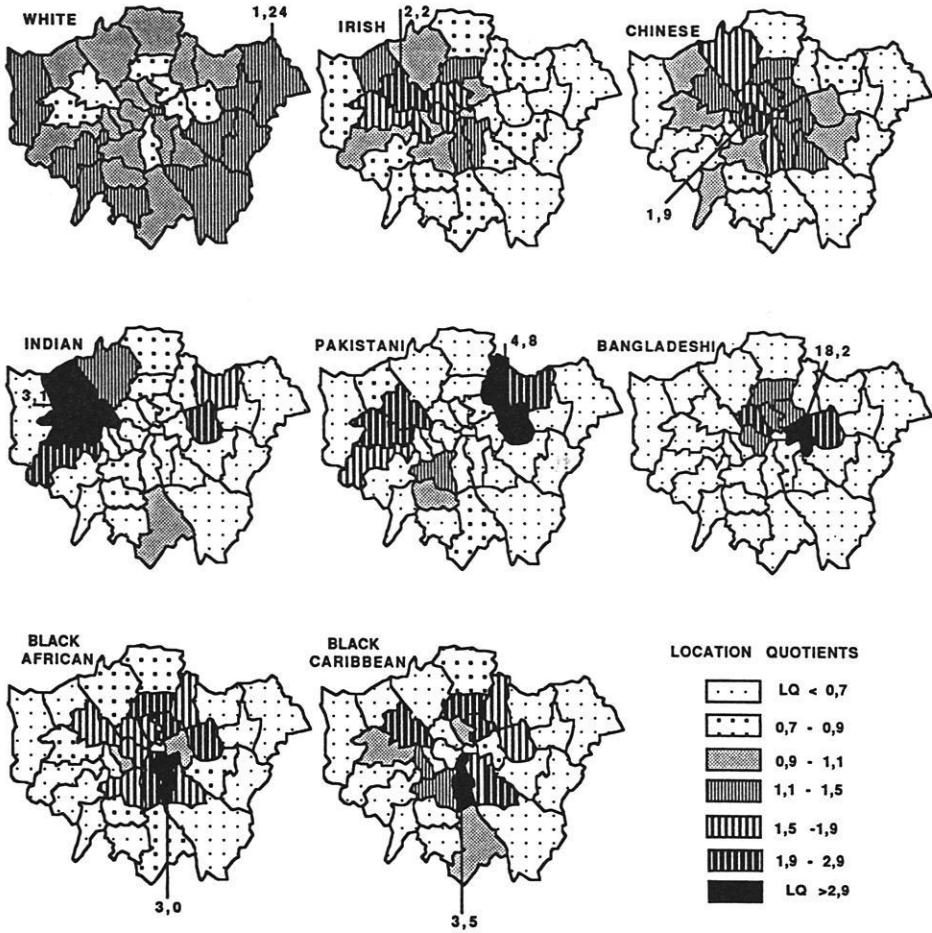 WHITE
1,24
IRISH
2,2
CHINESE
1,9
INDIAN
3,1
PAKISTANI
4,8
BANGLADESHI
18,2
BLACK
AFRICAN
3,0
BLACK
CARIBBEAN
3,5
LOCATION QUOTIENTS
LQ < 0,7
0,7 - 0,9
0,9 - 1,1
1,1 - 1,5
1,5 -1,9
1,9 - 2,9
LQ >2,9